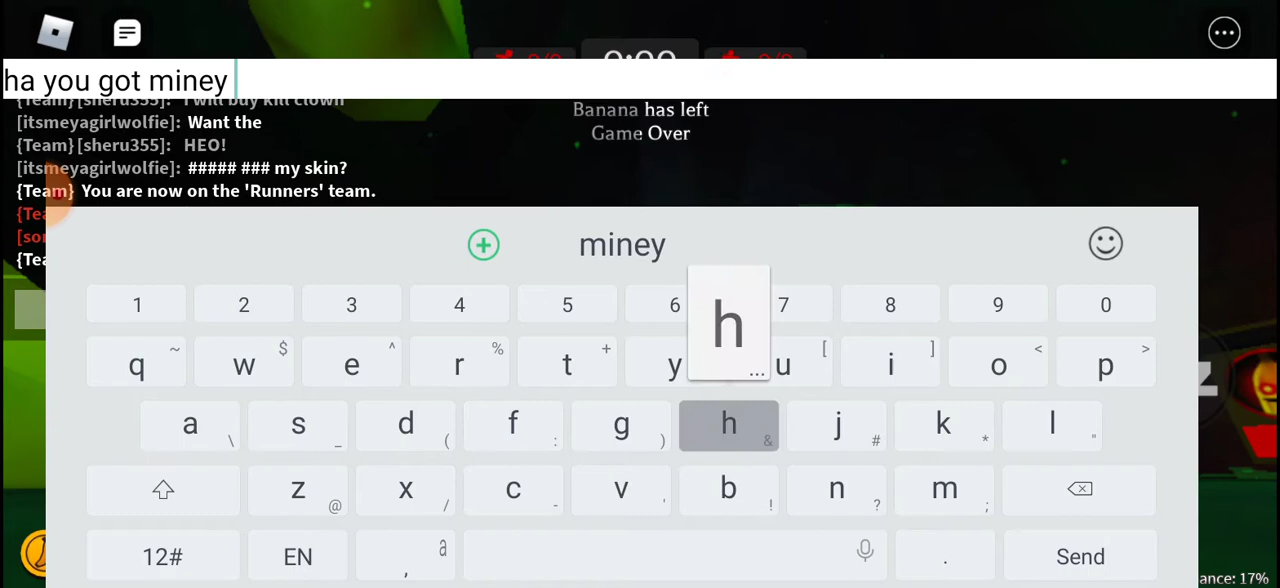 ha you got miney
{Team}[sheru355]: I will buy kill clown
[itsmeyagirlwolfie]: Want the
{Team}[sheru355]: HEO!
[itsmeyagirlwolfie]: ##### ### my skin?
{Team} You are now on the 'Runners' team.
0:00
Banana has left
Game Over
miney
h
1 2 3 4 5 6 7 8 9 0
q ~ w $ e ^ r % t + y u [ i ] o < p >
a \ s _ d ( f : g ) h & j # k * l "
z @ x / c - v ' b ! n ? m ;
12# EN , . Send
ance: 17%